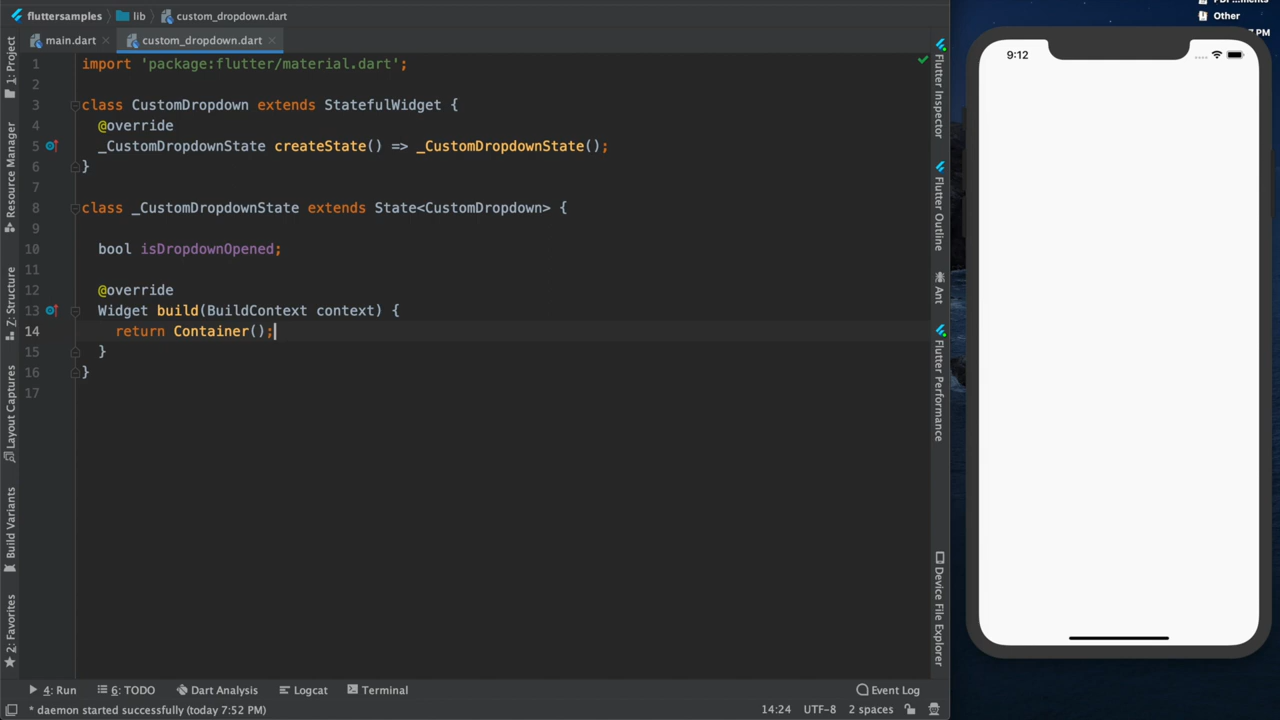 fluttersamples lib custom_dropdown.dart
main.dart custom_dropdown.dart
1 import 'package:flutter/material.dart';
2
3 class CustomDropdown extends StatefulWidget {
4 @override
5 _CustomDropdownState createState() => _CustomDropdownState();
6 }
7
8 class _CustomDropdownState extends State<CustomDropdown> {
9
10 bool isDropdownOpened;
11
12 @override
13 Widget build(BuildContext context) {
14 return Container();
15 }
16 }
17
1: Project
Resource Manager
Z: Structure
Layout Captures
Build Variants
2: Favorites
Flutter Inspector
Flutter Outline
Ant
Flutter Performance
Device File Explorer
4: Run 6: TODO Dart Analysis Logcat Terminal Event Log
* daemon started successfully (today 7:52 PM) 14:24 UTF-8 2 spaces
Other
PM
9:12